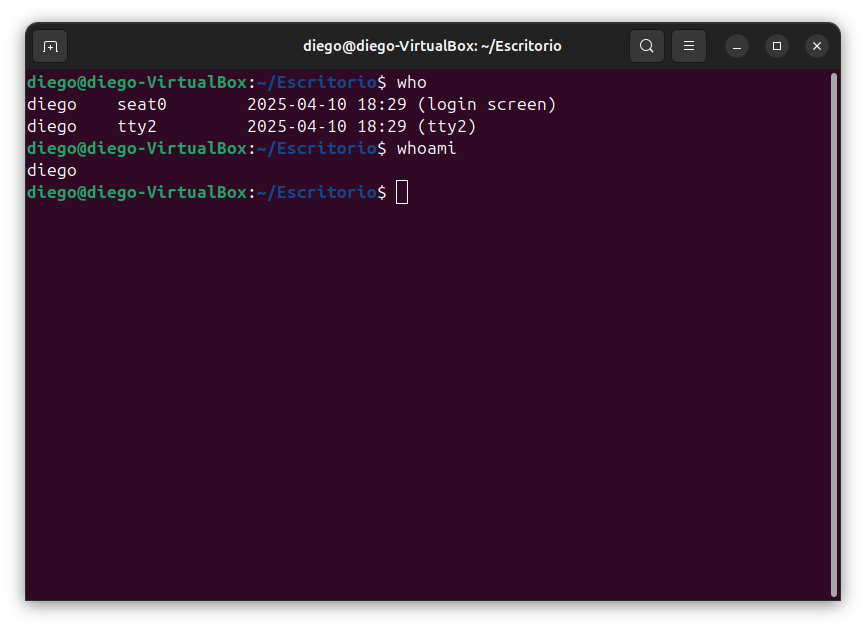 diego@diego-VirtualBox: ~/Escritorio
diego@diego-VirtualBox:~/Escritorio$ who
diego    seat0        2025-04-10 18:29 (login screen)
diego    tty2         2025-04-10 18:29 (tty2)
diego@diego-VirtualBox:~/Escritorio$ whoami
diego
diego@diego-VirtualBox:~/Escritorio$